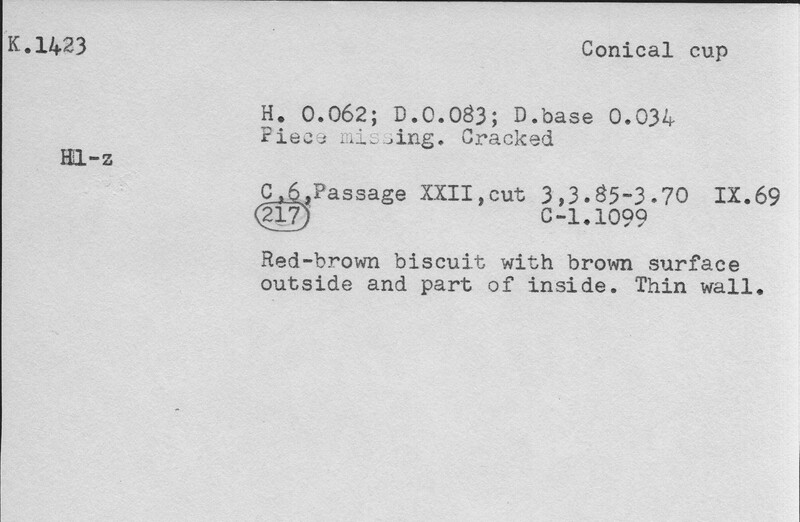 K.1423
Conical cup
H. 0.062; D.0.083; D.base 0.034
Piece missing. Cracked
Hl-z
C,6,Passage XXII,cut 3,3.85-3.70 IX.69
217 C-1.1099
Red-brown biscuit with brown surface
outside and part of inside. Thin wall.